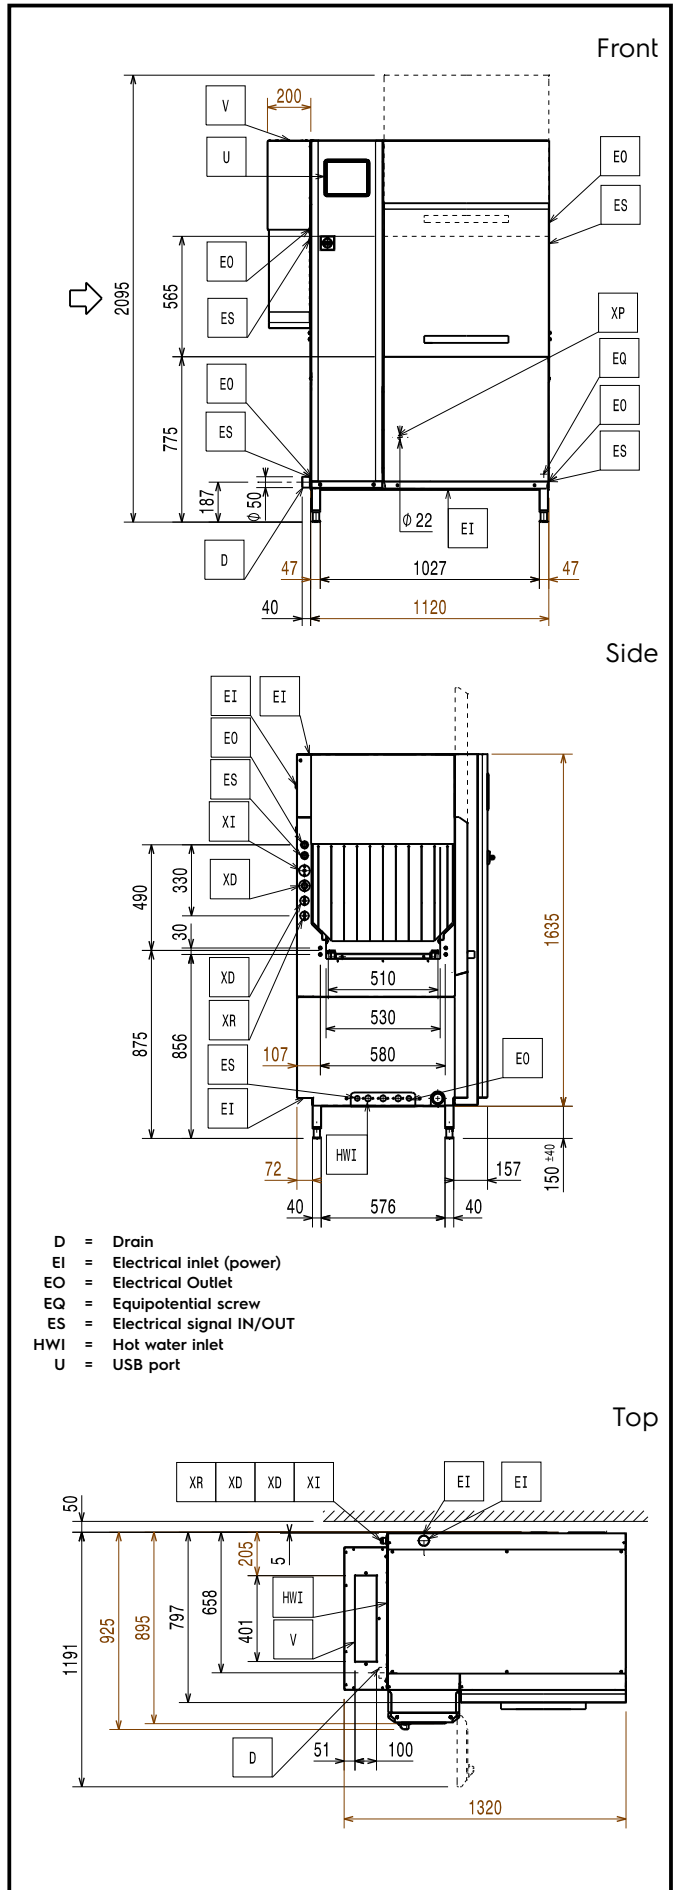 Front
200
V
U
EO
ES
EO
ES
2095
565
XP
EQ
EO
EO
ES
ES
775
187
Φ 50
Φ 22
EI
D
47
1027
47
40
1120
Side
EI
EI
EO
ES
XI
XD
490
330
30
1635
XD
510
XR
530
875
856
107
580
ES
EO
EI
HWI
72
157
150 ±40
40
576
40
D = Drain
EI = Electrical inlet (power)
EO = Electrical Outlet
EQ = Equipotential screw
ES = Electrical signal IN/OUT
HWI = Hot water inlet
U = USB port
Top
XR XD XD XI
EI
EI
50
205
5
HWI
V
401
658
797
895
925
1191
D
51
100
1320